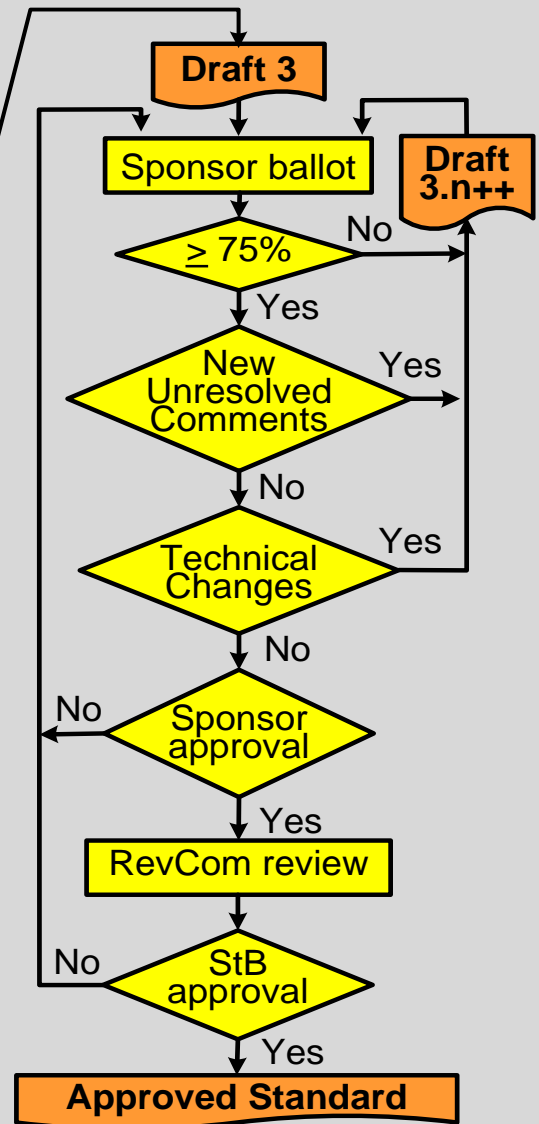 Draft 3
Sponsor ballot
Draft
3.n++
≥ 75%
No
Yes
New
Unresolved
Comments
Yes
No
Technical
Changes
Yes
No
Sponsor
approval
No
Yes
RevCom review
StB
approval
No
Yes
Approved Standard